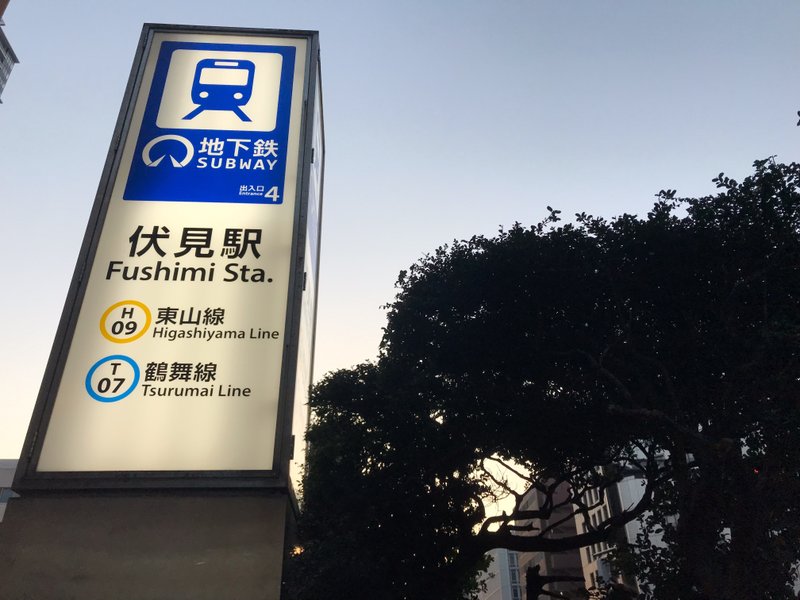 地下鉄
SUBWAY
出入口
Entrance 4
伏見駅
Fushimi Sta.
H
09
東山線
Higashiyama Line
T
07
鶴舞線
Tsurumai Line